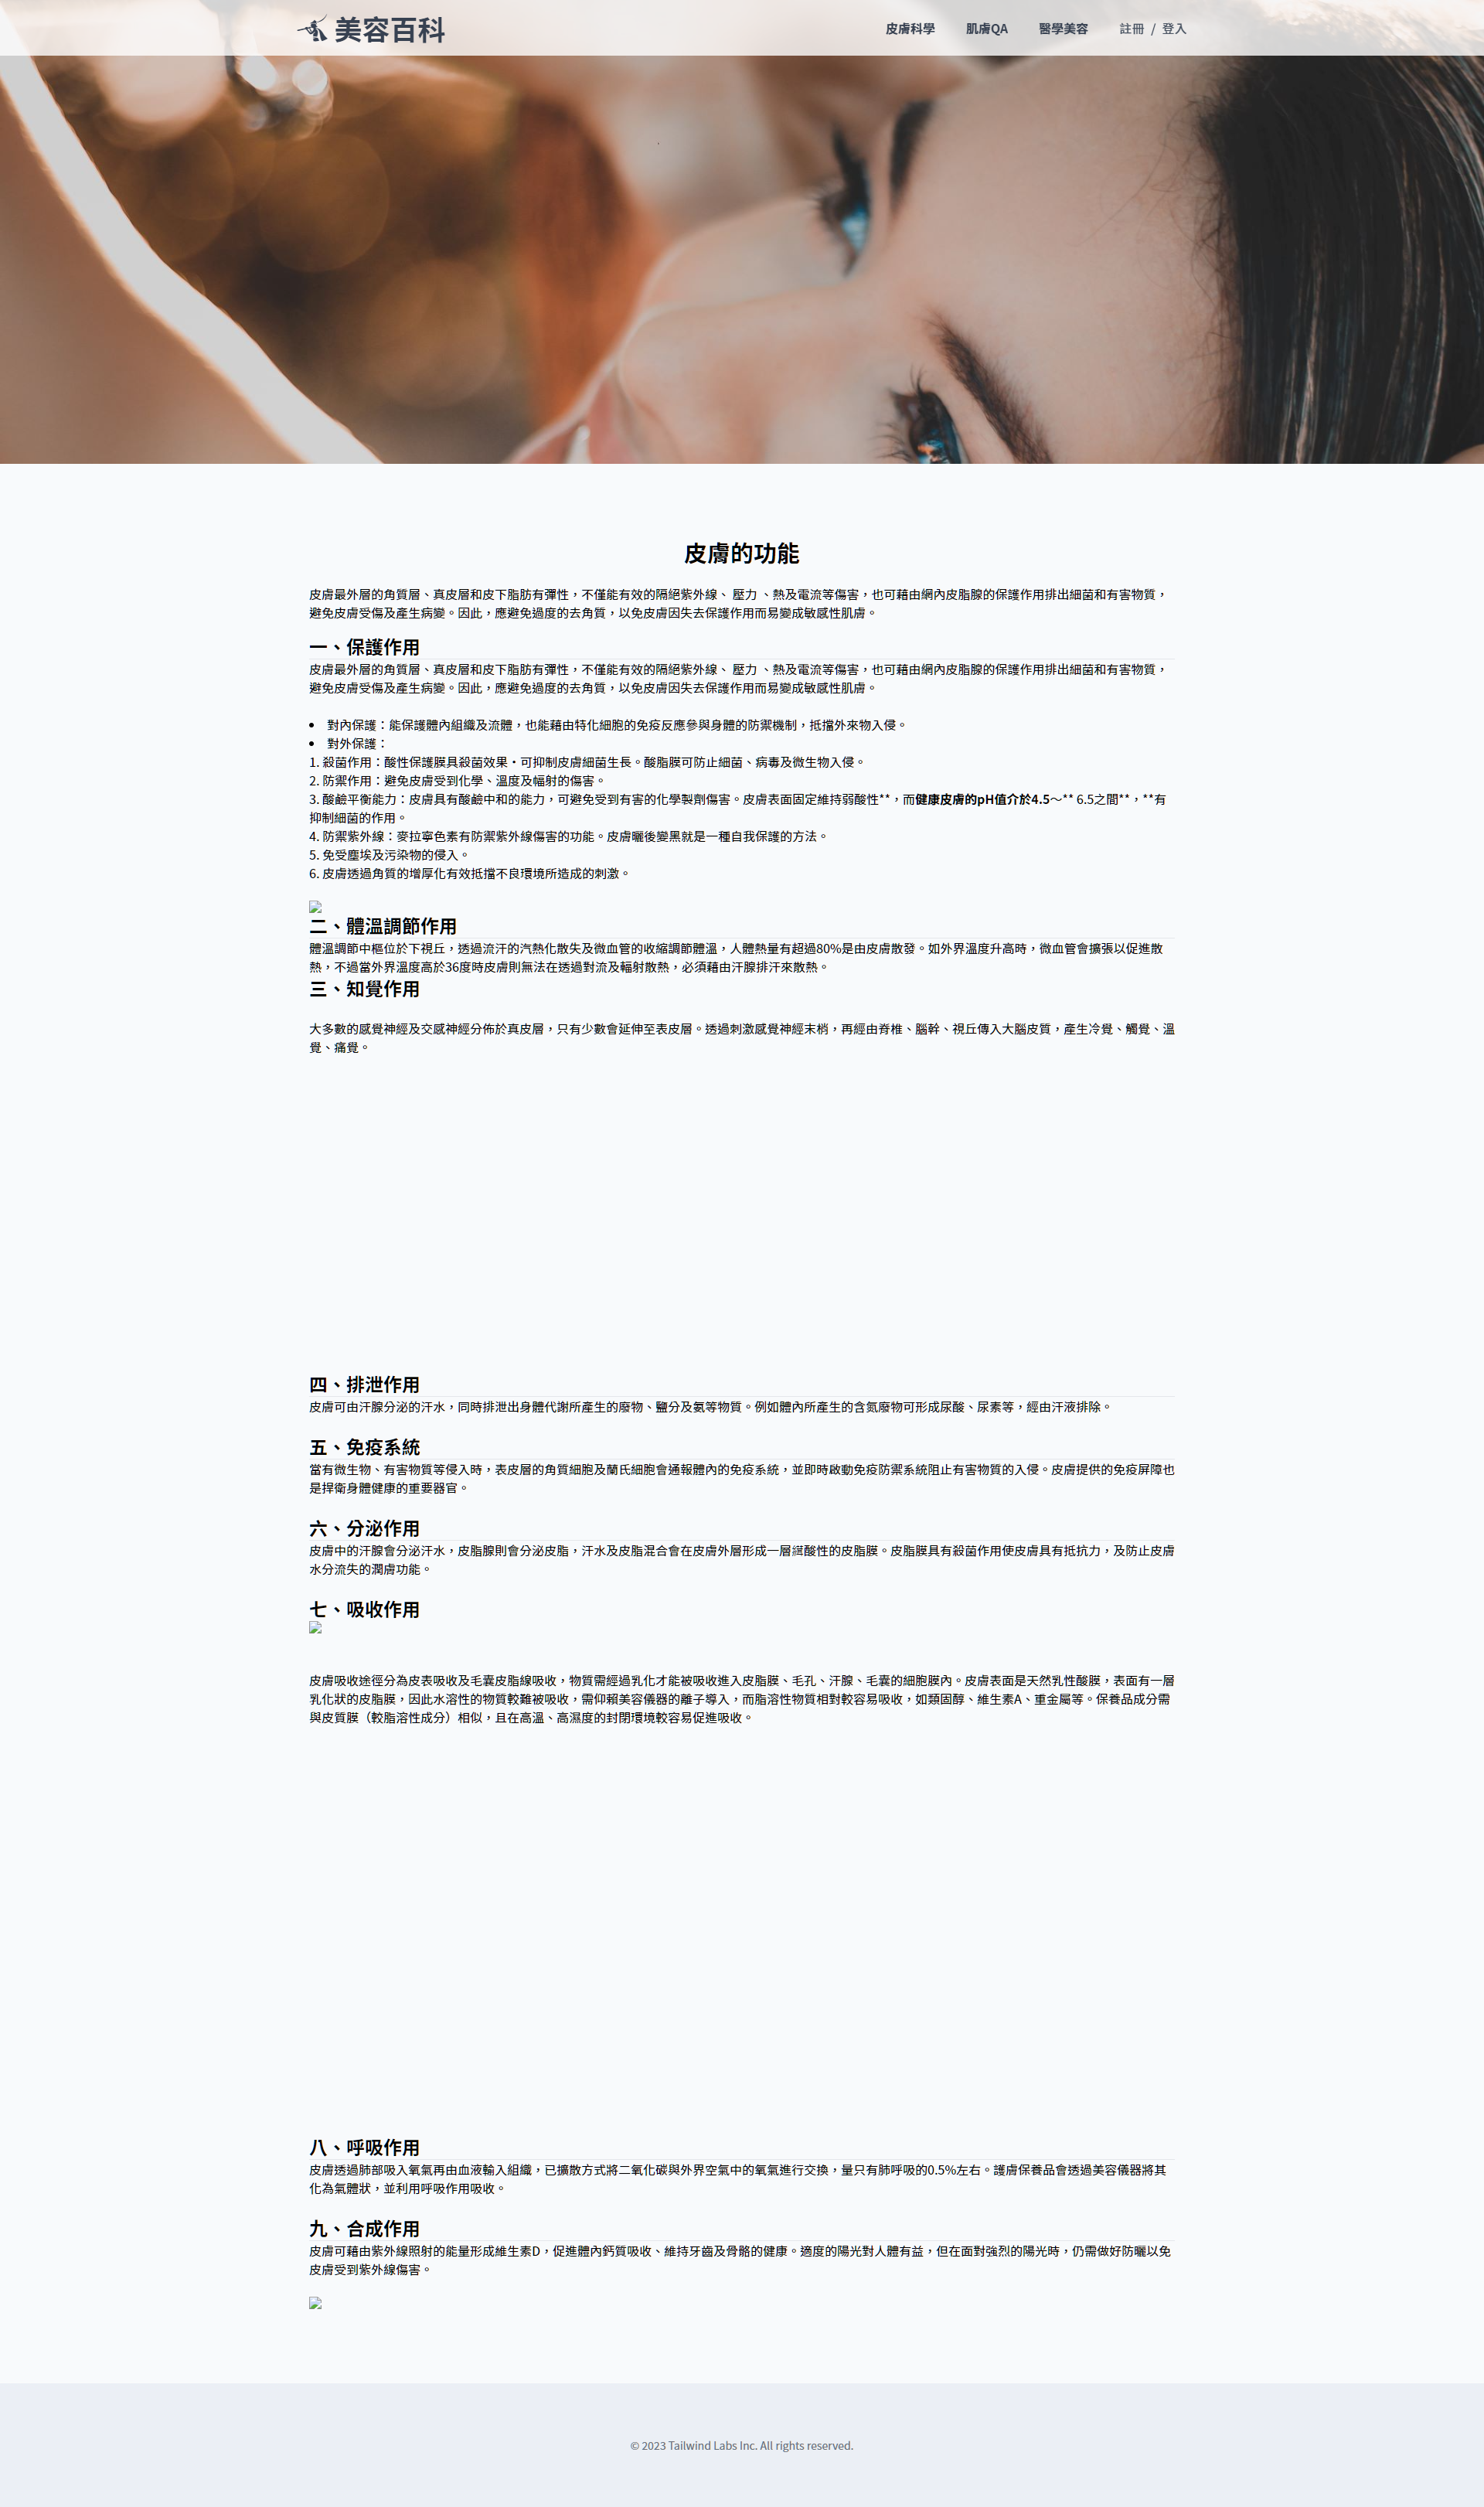 美容百科
皮膚科學 肌膚QA 醫學美容 註冊 / 登入
皮膚的功能
皮膚最外層的角質層、真皮層和皮下脂肪有彈性，不僅能有效的隔絕紫外線、 壓力 、熱及電流等傷害，也可藉由網內皮脂腺的保護作用排出細菌和有害物質，
避免皮膚受傷及產生病變。因此，應避免過度的去角質，以免皮膚因失去保護作用而易變成敏感性肌膚。
一、保護作用
皮膚最外層的角質層、真皮層和皮下脂肪有彈性，不僅能有效的隔絕紫外線、 壓力 、熱及電流等傷害，也可藉由網內皮脂腺的保護作用排出細菌和有害物質，
避免皮膚受傷及產生病變。因此，應避免過度的去角質，以免皮膚因失去保護作用而易變成敏感性肌膚。
• 對內保護：能保護體內組織及流體，也能藉由特化細胞的免疫反應參與身體的防禦機制，抵擋外來物入侵。
• 對外保護：
1. 殺菌作用：酸性保護膜具殺菌效果‧可抑制皮膚細菌生長。酸脂膜可防止細菌、病毒及微生物入侵。
2. 防禦作用：避免皮膚受到化學、溫度及幅射的傷害。
3. 酸鹼平衡能力：皮膚具有酸鹼中和的能力，可避免受到有害的化學製劑傷害。皮膚表面固定維持弱酸性**，而健康皮膚的pH值介於4.5～** 6.5之間**，**有
抑制細菌的作用。
4. 防禦紫外線：麥拉寧色素有防禦紫外線傷害的功能。皮膚曬後變黑就是一種自我保護的方法。
5. 免受塵埃及污染物的侵入。
6. 皮膚透過角質的增厚化有效抵擋不良環境所造成的刺激。
二、體溫調節作用
體溫調節中樞位於下視丘，透過流汗的汽熱化散失及微血管的收縮調節體溫，人體熱量有超過80%是由皮膚散發。如外界溫度升高時，微血管會擴張以促進散
熱，不過當外界溫度高於36度時皮膚則無法在透過對流及輻射散熱，必須藉由汗腺排汗來散熱。
三、知覺作用
大多數的感覺神經及交感神經分佈於真皮層，只有少數會延伸至表皮層。透過刺激感覺神經末梢，再經由脊椎、腦幹、視丘傳入大腦皮質，產生冷覺、觸覺、溫
覺、痛覺。
四、排泄作用
皮膚可由汗腺分泌的汗水，同時排泄出身體代謝所產生的廢物、鹽分及氨等物質。例如體內所產生的含氮廢物可形成尿酸、尿素等，經由汗液排除。
五、免疫系統
當有微生物、有害物質等侵入時，表皮層的角質細胞及蘭氏細胞會通報體內的免疫系統，並即時啟動免疫防禦系統阻止有害物質的入侵。皮膚提供的免疫屏障也
是捍衛身體健康的重要器官。
六、分泌作用
皮膚中的汗腺會分泌汗水，皮脂腺則會分泌皮脂，汗水及皮脂混合會在皮膚外層形成一層酸性的皮脂膜。皮脂膜具有殺菌作用使皮膚具有抵抗力，及防止皮膚
水分流失的潤膚功能。
七、吸收作用
皮膚吸收途徑分為皮表吸收及毛囊皮脂線吸收，物質需經過乳化才能被吸收進入皮脂膜、毛孔、汗腺、毛囊的細胞膜內。皮膚表面是天然乳性酸膜，表面有一層
乳化狀的皮脂膜，因此水溶性的物質較難被吸收，需仰賴美容儀器的離子導入，而脂溶性物質相對較容易吸收，如類固醇、維生素A、重金屬等。保養品成分需
與皮質膜（較脂溶性成分）相似，且在高溫、高濕度的封閉環境較容易促進吸收。
八、呼吸作用
皮膚透過肺部吸入氧氣再由血液輸入組織，已擴散方式將二氧化碳與外界空氣中的氧氣進行交換，量只有肺呼吸的0.5%左右。護膚保養品會透過美容儀器將其
化為氣體狀，並利用呼吸作用吸收。
九、合成作用
皮膚可藉由紫外線照射的能量形成維生素D，促進體內鈣質吸收、維持牙齒及骨骼的健康。適度的陽光對人體有益，但在面對強烈的陽光時，仍需做好防曬以免
皮膚受到紫外線傷害。
© 2023 Tailwind Labs Inc. All rights reserved.